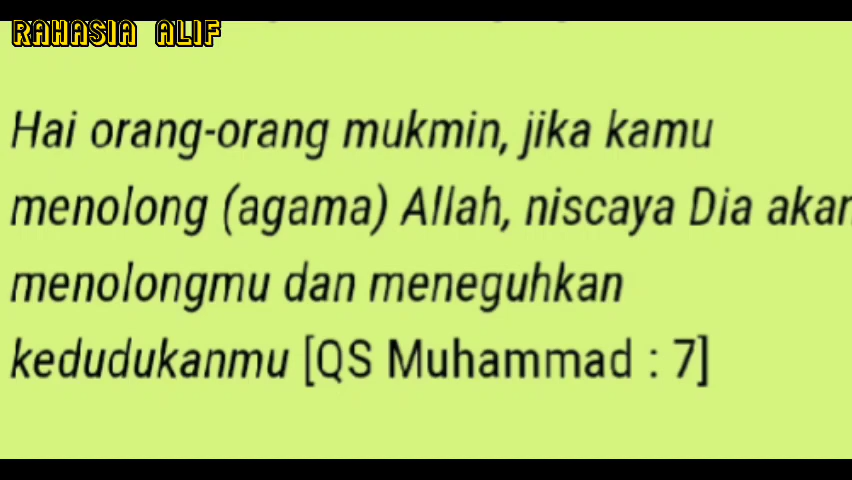 RAHASIA ALIF
Hai orang-orang mukmin, jika kamu
menolong (agama) Allah, niscaya Dia akan
menolongmu dan meneguhkan
kedudukanmu [QS Muhammad : 7]